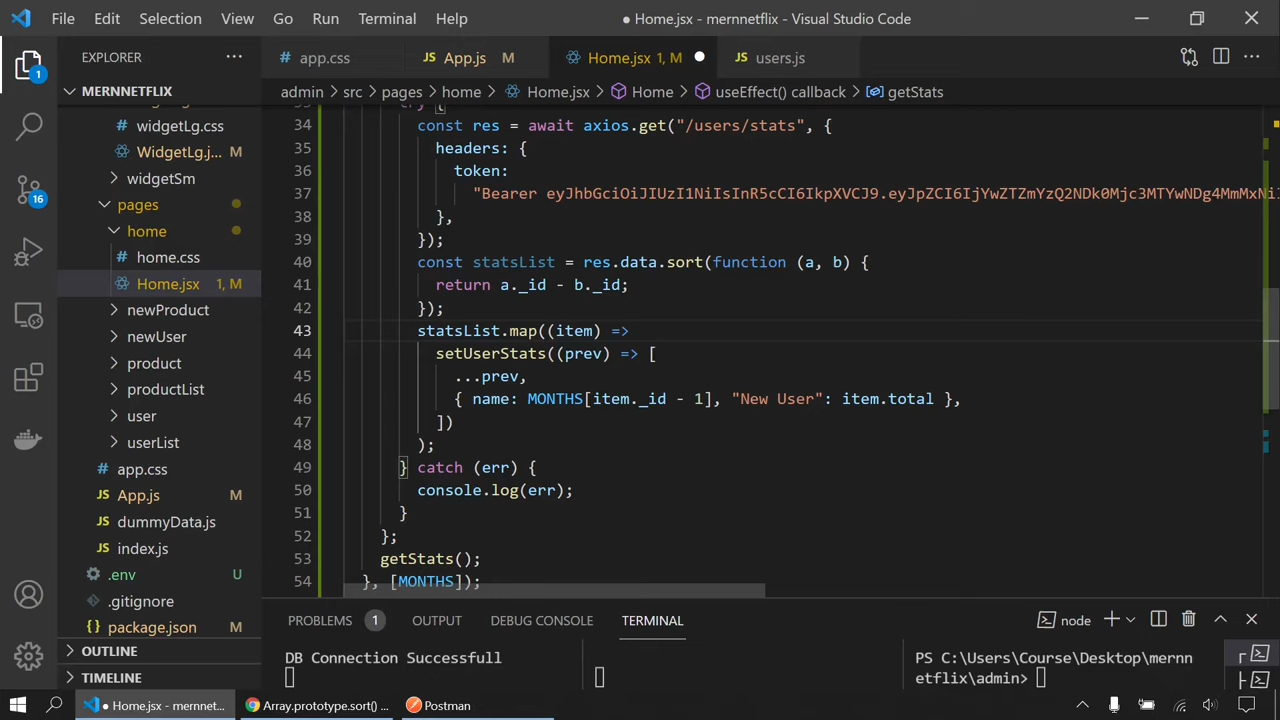 File Edit Selection View Go Run Terminal Help ● Home.jsx - mernnetflix - Visual Studio Code
EXPLORER ···
# app.css JS App.js M Home.jsx 1, M ● JS users.js ···
MERNNETFLIX
admin > src > pages > home > Home.jsx > Home > useEffect() callback > getStats
widgetLg.css
WidgetLg.j... M
widgetSm
pages
home
# home.css
Home.jsx 1, M
newProduct
newUser
product
productList
user
userList
# app.css
JS App.js M
JS dummyData.js
JS index.js
.env U
.gitignore
{} package.json M
OUTLINE
TIMELINE
1
16
34 const res = await axios.get("/users/stats", {
35 headers: {
36 token:
37 "Bearer eyJhbGciOiJIUzI1NiIsInR5cCI6IkpXVCJ9.eyJpZCI6IjYwZTZmYzQ2NDk0Mjc3MTYwNDg4MmMxNi
38 },
39 });
40 const statsList = res.data.sort(function (a, b) {
41 return a._id - b._id;
42 });
43 statsList.map((item) =>
44 setUserStats((prev) => [
45 ...prev,
46 { name: MONTHS[item._id - 1], "New User": item.total },
47 ])
48 );
49 } catch (err) {
50 console.log(err);
51 }
52 };
53 getStats();
54 }, [MONTHS]);
PROBLEMS 1 OUTPUT DEBUG CONSOLE TERMINAL node
DB Connection Successfull
PS C:\Users\Course\Desktop\mernn
etflix\admin>
● Home.jsx - mernnet... Array.prototype.sort() ... Postman